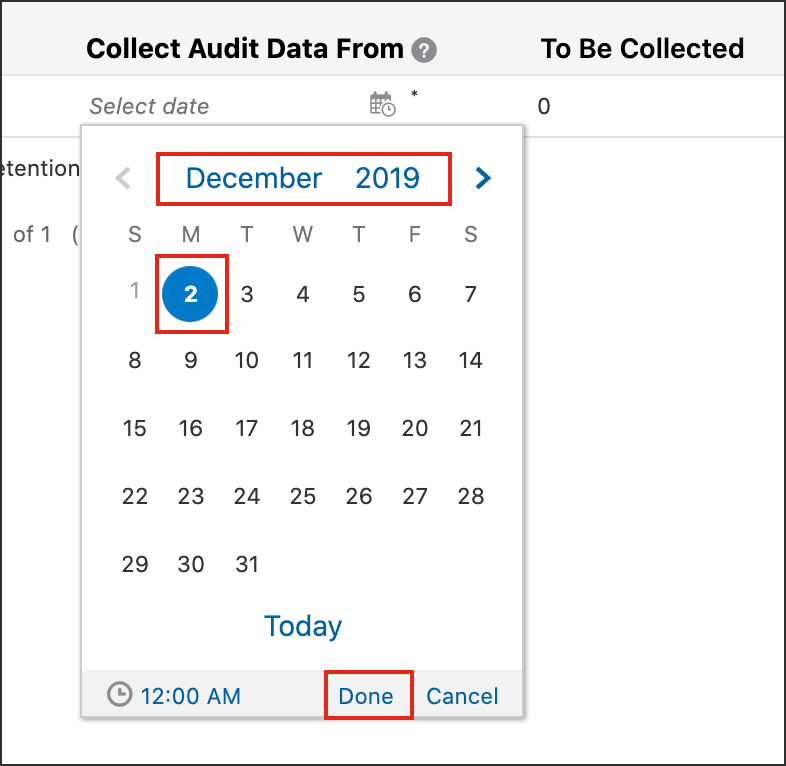 Collect Audit Data From ? To Be Collected
Select date * 0
etention
of 1 (
December 2019
S M T W T F S
1 2 3 4 5 6 7
8 9 10 11 12 13 14
15 16 17 18 19 20 21
22 23 24 25 26 27 28
29 30 31
Today
12:00 AM Done Cancel